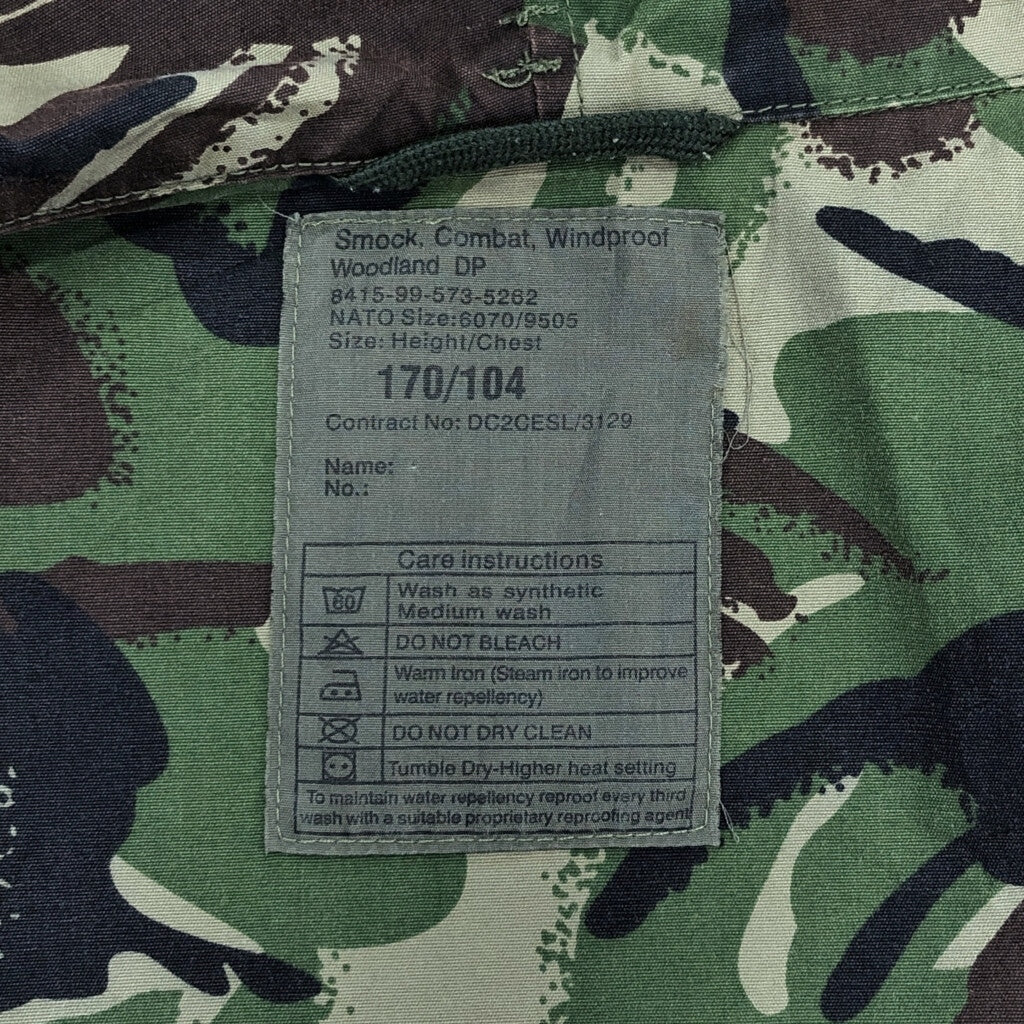 Smock, Combat, Windproof
Woodland DP
8415-99-573-5262
NATO Size:6070/9505
Size: Height/Chest
170/104
Contract No: DC2CESL/3129
Name:
No.:
Care instructions
60
Wash as synthetic
Medium wash
DO NOT BLEACH
Warm Iron (Steam iron to improve
water repellency)
DO NOT DRY CLEAN
Tumble Dry-Higher heat setting
To maintain water repellency reproof every third
wash with a suitable proprietary reproofing agent